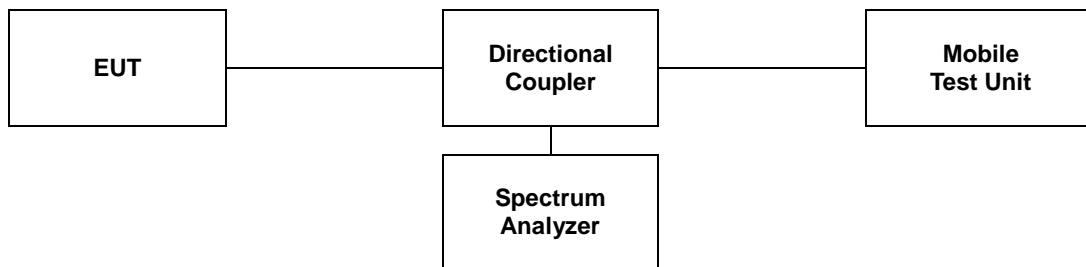 EUT
Directional
Coupler
Mobile
Test Unit
Spectrum
Analyzer